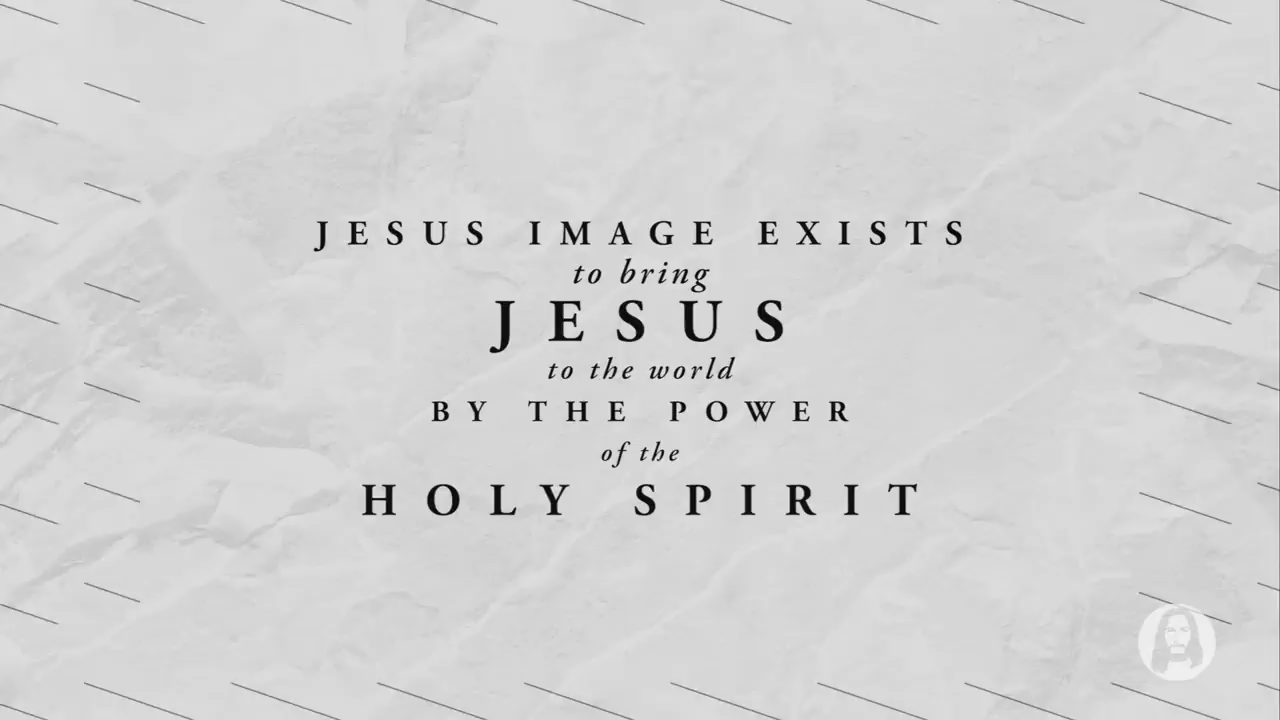 JESUS IMAGE EXISTS
to bring
JESUS
to the world
BY THE POWER
of the
HOLY SPIRIT